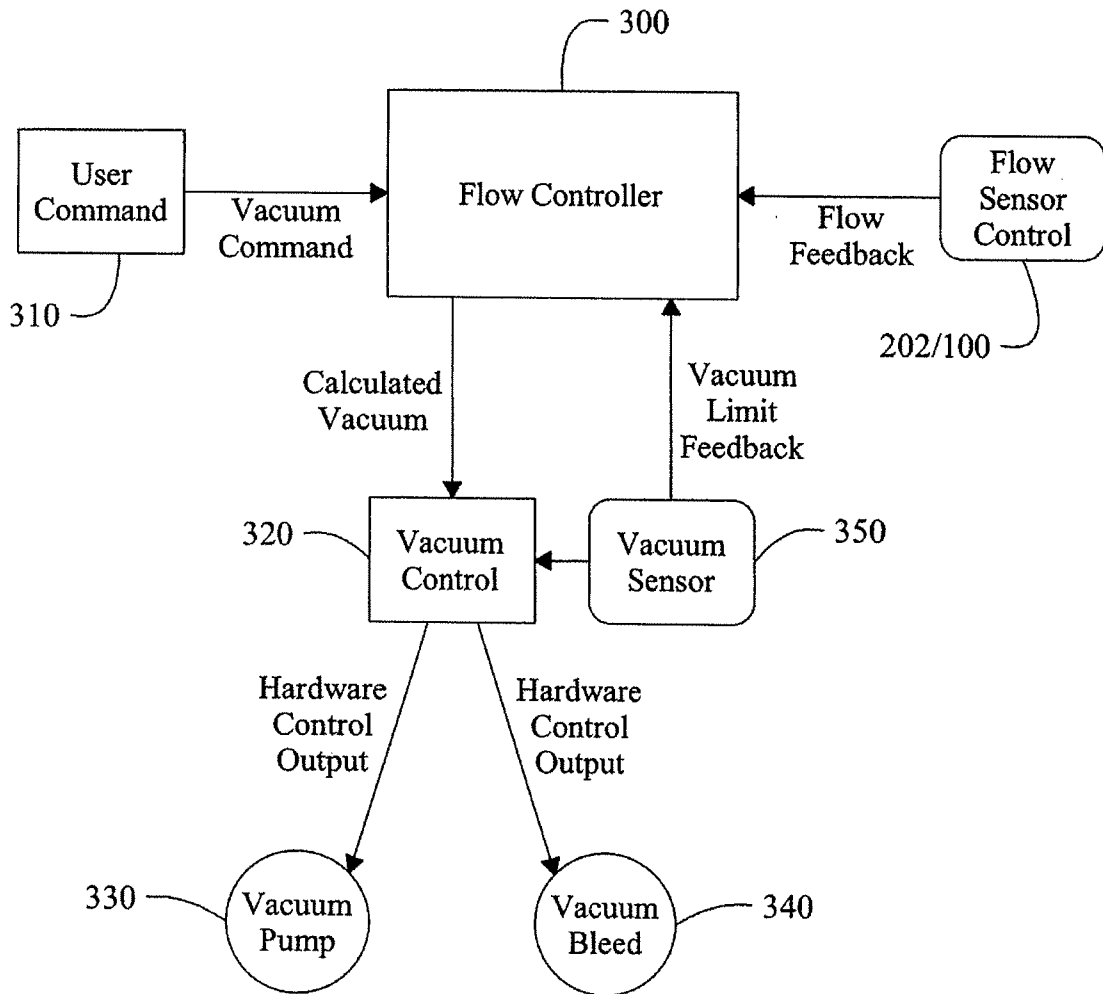 300
User
Command
Vacuum
Command
310
Flow Controller
Flow
Sensor
Control
Flow
Feedback
202/100
Calculated
Vacuum
Vacuum
Limit
Feedback
320
Vacuum
Control
Vacuum
Sensor
350
Hardware
Control
Output
Hardware
Control
Output
330
Vacuum
Pump
Vacuum
Bleed
340